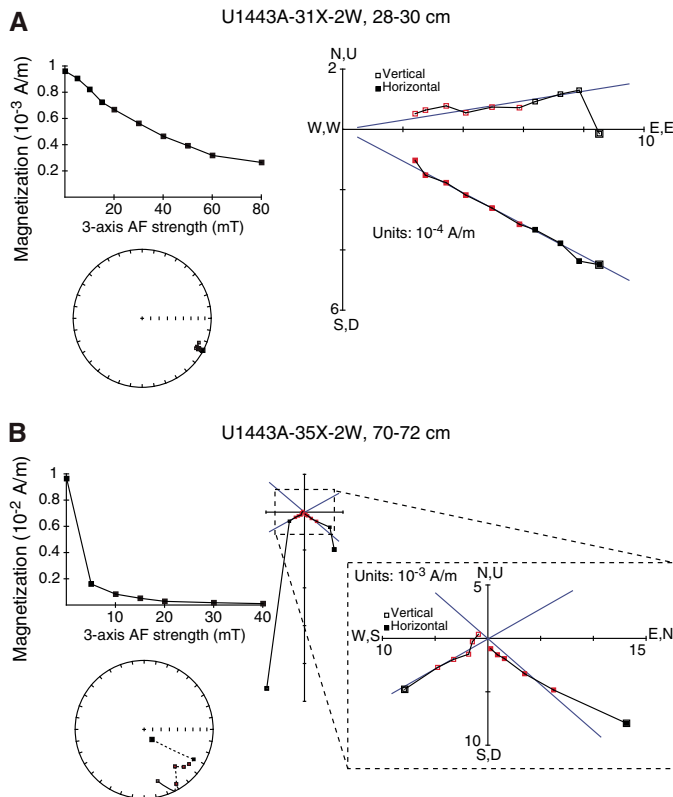 A
U1443A-31X-2W, 28-30 cm
Magnetization (10⁻³ A/m)
1
0.8
0.6
0.4
0.2
20 40 60 80
3-axis AF strength (mT)
N,U
2
Vertical
Horizontal
W,W
E,E
10
Units: 10⁻⁴ A/m
6
S,D
B
U1443A-35X-2W, 70-72 cm
Magnetization (10⁻² A/m)
1
0.8
0.6
0.4
0.2
10 20 30 40
3-axis AF strength (mT)
Units: 10⁻³ A/m
N,U
5
Vertical
Horizontal
W,S
E,N
10
15
10
S,D